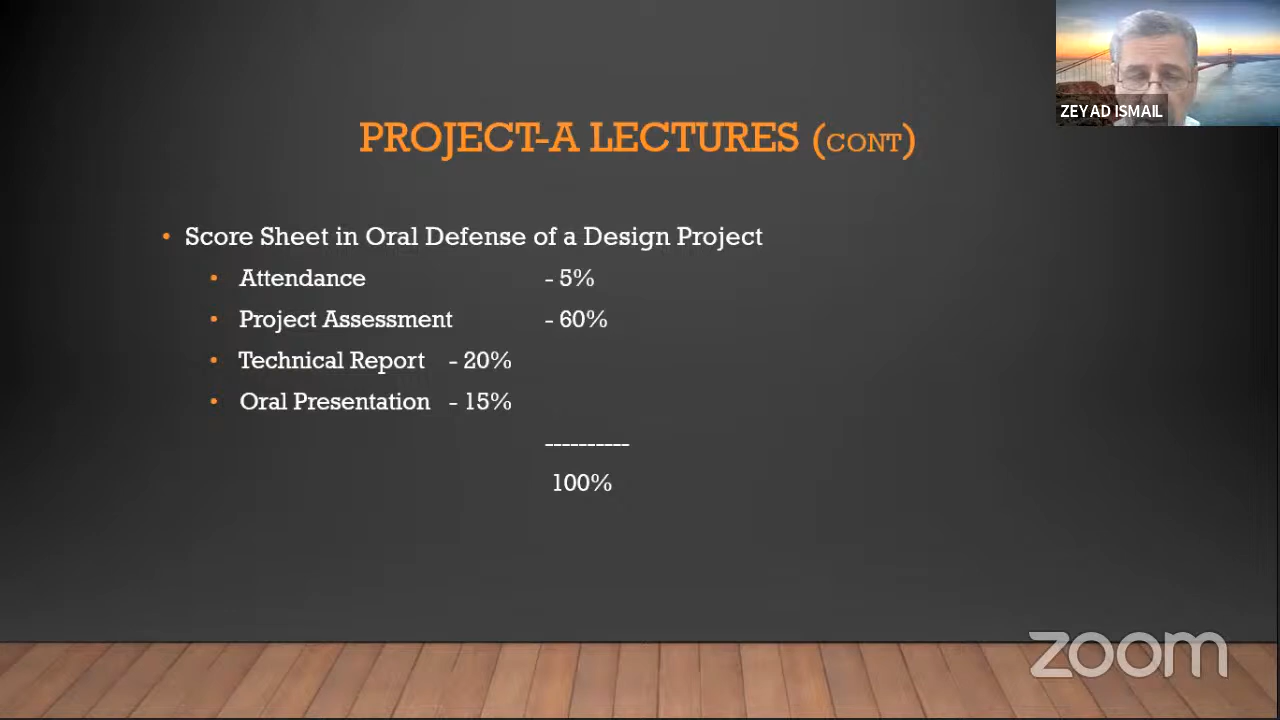 ZEYAD ISMAIL
PROJECT-A LECTURES (CONT)
• Score Sheet in Oral Defense of a Design Project
• Attendance - 5%
• Project Assessment - 60%
• Technical Report - 20%
• Oral Presentation - 15%
----------
100%
zoom